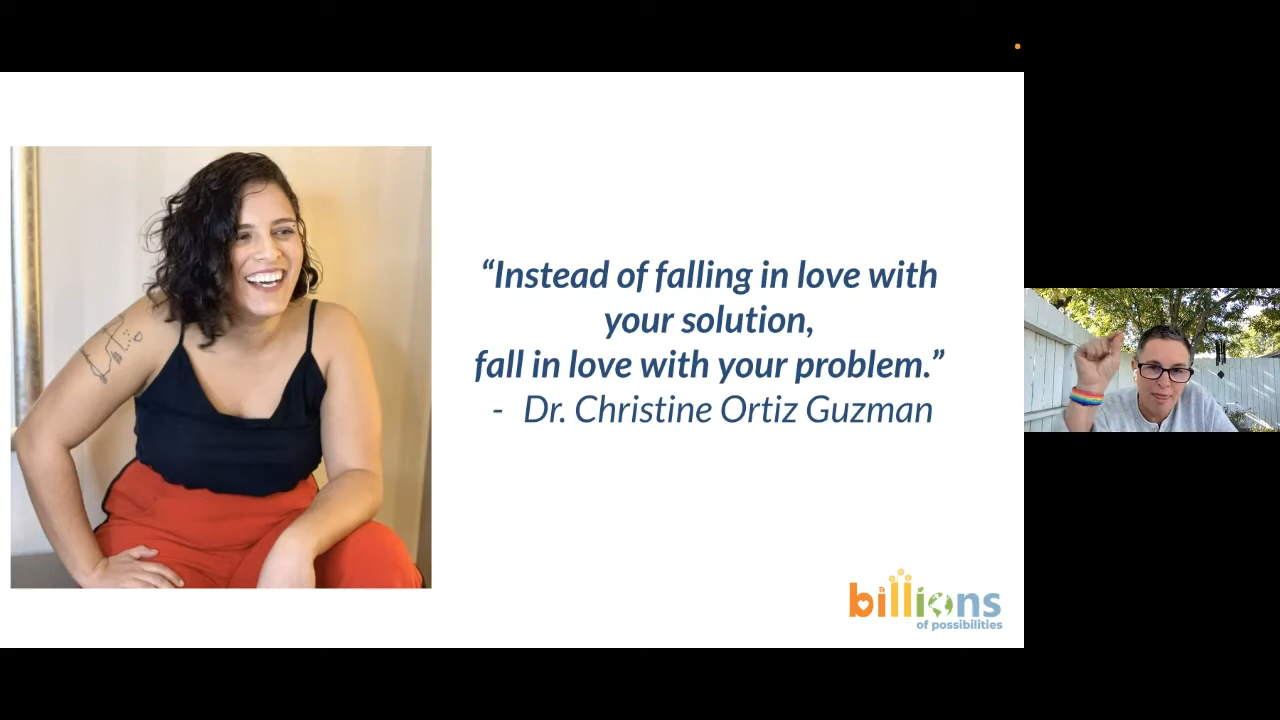 “Instead of falling in love with
your solution,
fall in love with your problem.”
- Dr. Christine Ortiz Guzman
billions
of possibilities